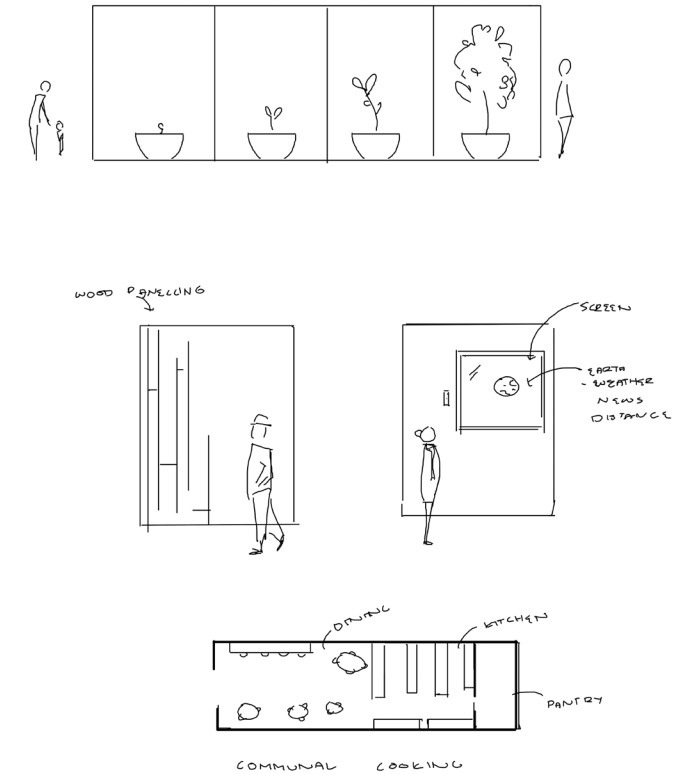 WOOD PANELLING
SCREEN
EARTH
- WEATHER
NEWS
DISTANCE
DINING
KITCHEN
PANTRY
COMMUNAL COOKING